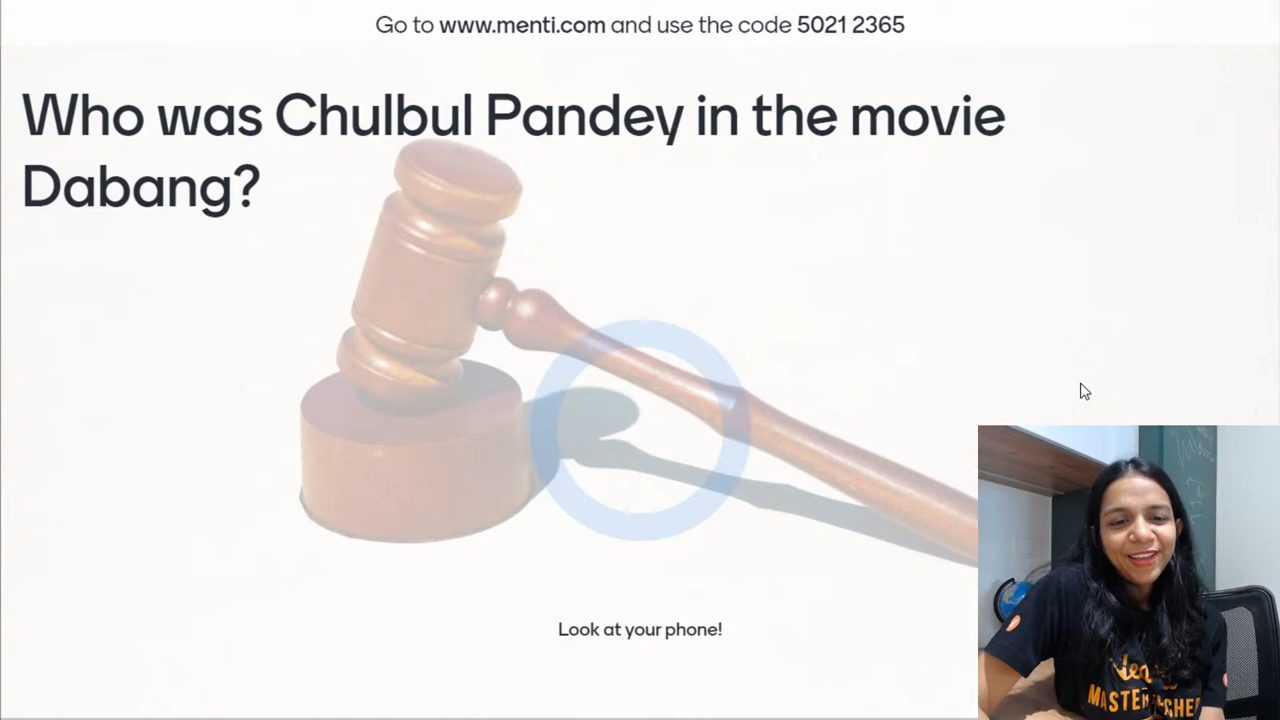 Go to www.menti.com and use the code 5021 2365
Who was Chulbul Pandey in the movie
Dabang?
Look at your phone!